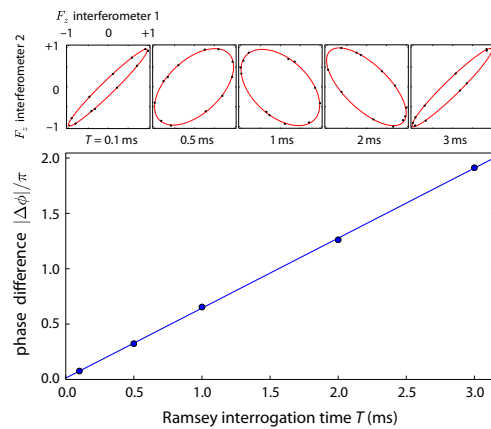 F_z interferometer 1
−1 0 +1
F_z interferometer 2
+1
0
−1
T = 0.1 ms 0.5 ms 1 ms 2 ms 3 ms
phase difference |Δϕ|/π
2.0
1.5
1.0
0.5
0.0
0.0 0.5 1.0 1.5 2.0 2.5 3.0
Ramsey interrogation time T (ms)